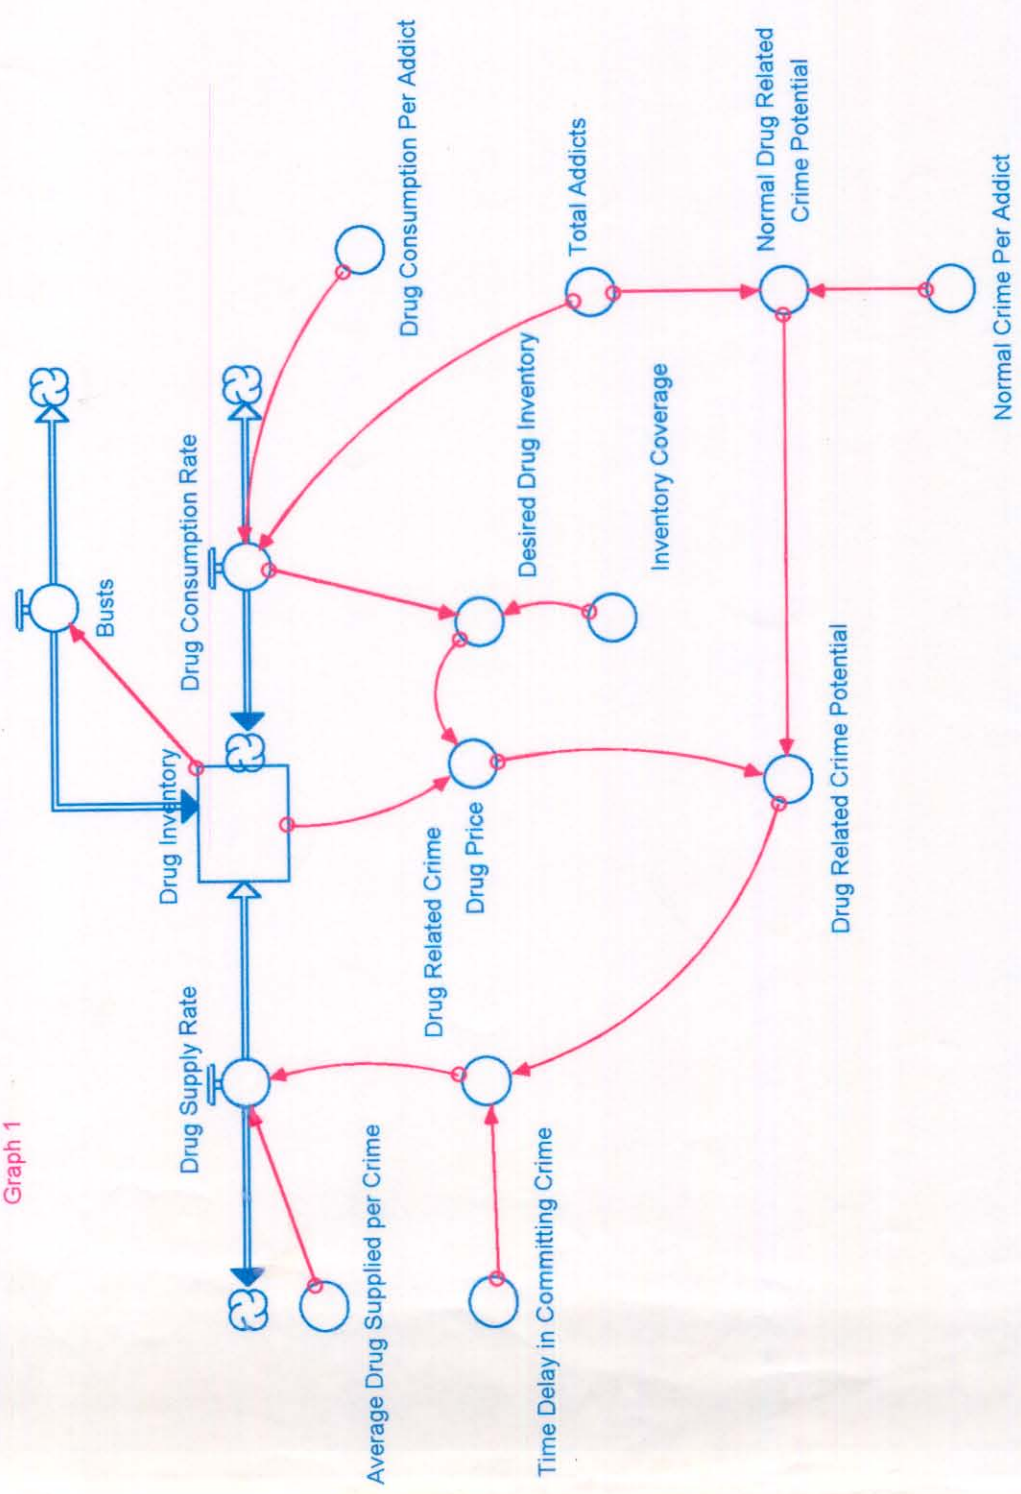 Graph 1
Busts
Drug Supply Rate
Drug Inventory
Drug Consumption Rate
Drug Consumption Per Addict
Average Drug Supplied per Crime
Drug Related Crime
Drug Price
Desired Drug Inventory
Total Addicts
Time Delay in Committing Crime
Inventory Coverage
Normal Drug Related
Crime Potential
Drug Related Crime Potential
Normal Crime Per Addict